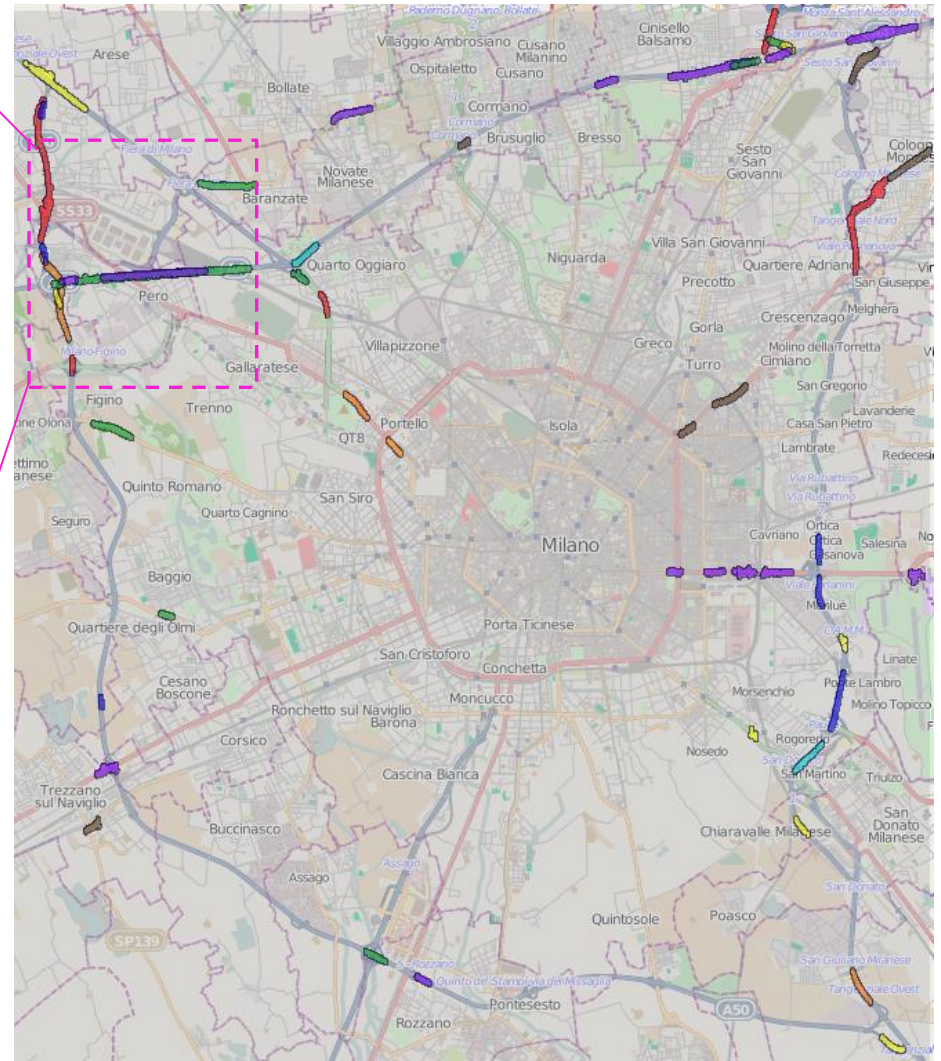 Paderno Dugnano, Bollate
Monza Sant'Alessandro
Cinisello
Balsamo
Villaggio Ambrosiano
Cusano
Milanino
Arese
Ospitaletto
Cusano
Sesto San Giovanni
Bollate
Cormano
Cormano
Brusuglio
Bresso
Sesto
San
Giovanni
Fiera di Milano
Fiera
Novate
Milanese
Baranzate
SS33
Cologno Monzese
Tangenziale Nord
Villa San Giovanni
Quarto Oggiaro
Niguarda
Quartiere Adriano
Precotto
San Giuseppe
Pero
Crescenzago
Melghera
Gorla
Greco
Molino della Torretta
Cimiano
Milano-Figino
Villapizzone
Turro
Gallaratese
San Gregorio
Figino
Trenno
Lavanderie
Portello
Isola
Casa San Pietro
QT8
Lambrate
Via Rubattino
Via Rubattino
Quinto Romano
San Siro
Seguro
Quarto Cagnino
Ortica
Cavriano
Salesina
Milano
Baggio
Porta Ticinese
Quartiere degli Olmi
San Cristoforo
Conchetta
C.A.M.M.
Linate
Cesano
Boscone
Ponte Lambro
Morsenchio
Moncucco
Ronchetto sul Naviglio
Barona
Molino Topicco
Corsico
Rogoredo
Nosedo
Cascina Bianca
San Martino
Triulzo
Trezzano
sul Naviglio
San
Donato
Milanese
Buccinasco
Chiaravalle Milanese
Assago
Assago
San Donato
Quintosole
Poasco
SP139
San Giuliano Milanese
Quinto de' Stampi
Tangenziale Ovest
Pontesesto
A50
Rozzano